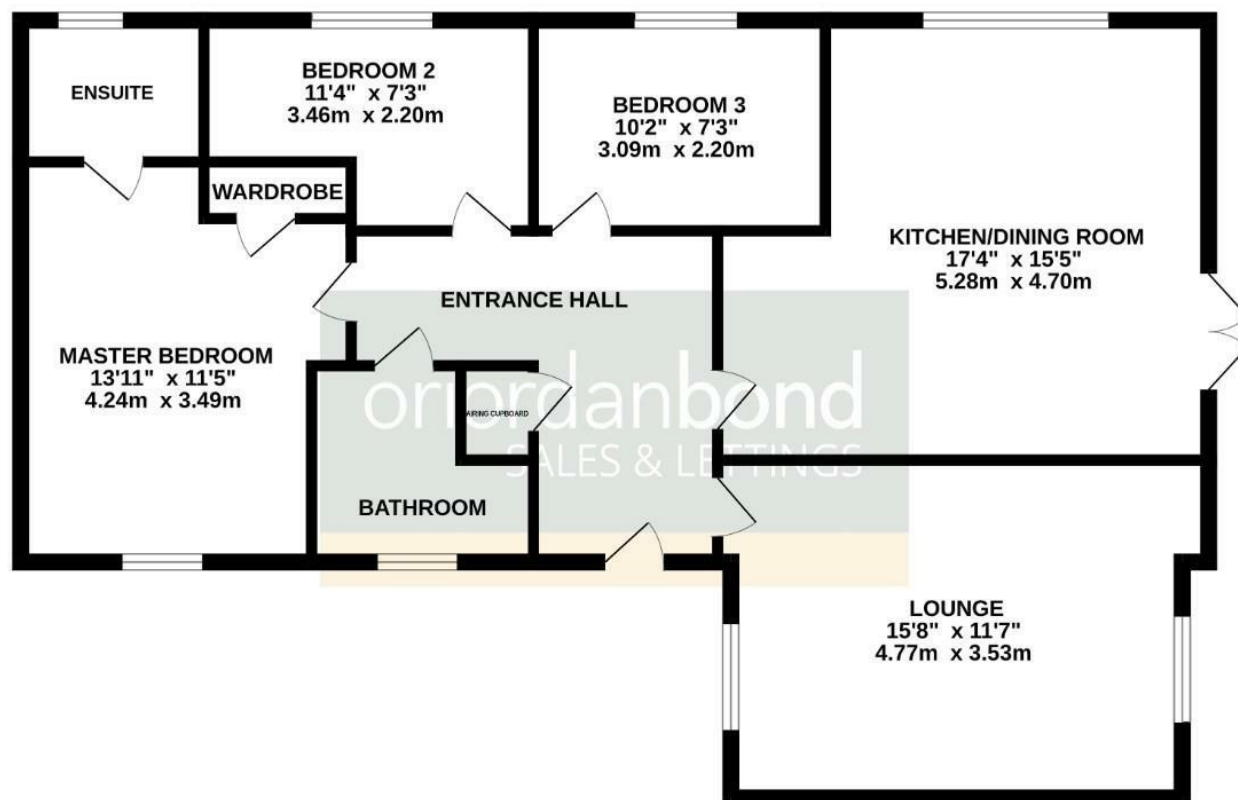 ENSUITE
BEDROOM 2
11'4" x 7'3"
3.46m x 2.20m
BEDROOM 3
10'2" x 7'3"
3.09m x 2.20m
WARDROBE
KITCHEN/DINING ROOM
17'4" x 15'5"
5.28m x 4.70m
ENTRANCE HALL
MASTER BEDROOM
13'11" x 11'5"
4.24m x 3.49m
oriordanbond
SALES & LETTINGS
AIRING CUPBOARD
BATHROOM
LOUNGE
15'8" x 11'7"
4.77m x 3.53m